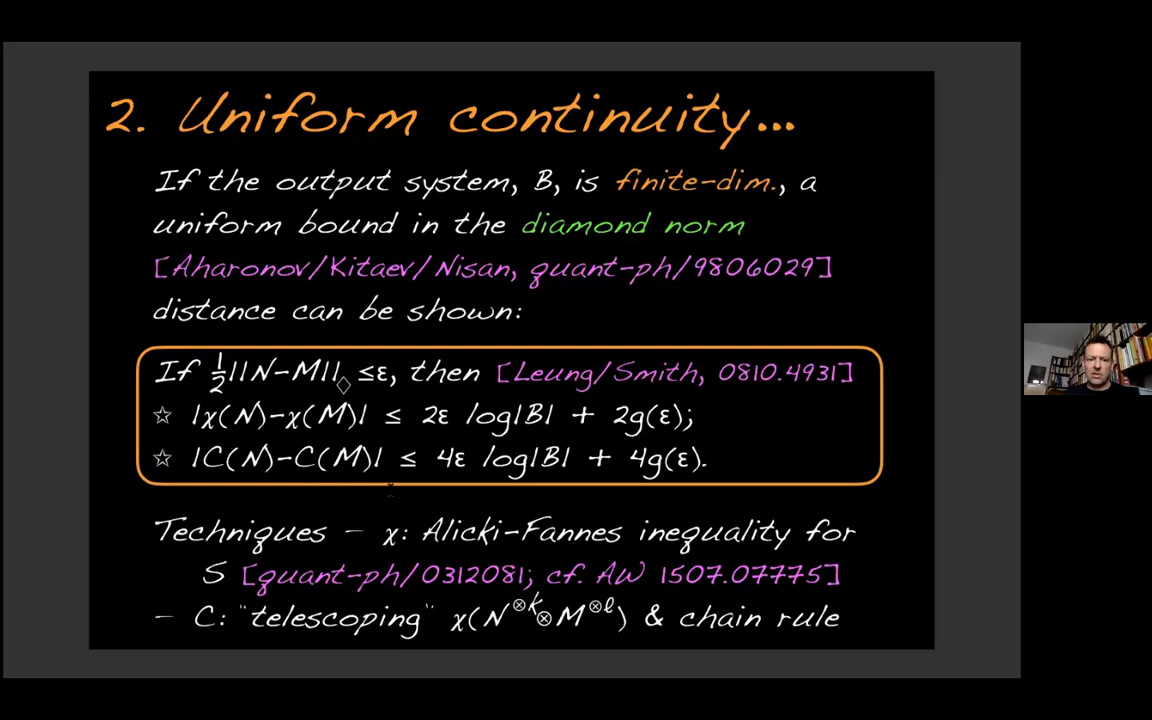 2. Uniform continuity...
If the output system, B, is finite-dim., a
uniform bound in the diamond norm
[Aharonov/Kitaev/Nisan, quant-ph/9806029]
distance can be shown:
If ½||N-M||◇ ≤ε, then [Leung/Smith, 0810.4931]
☆ |χ(N)-χ(M)| ≤ 2ε log|B| + 2g(ε);
☆ |C(N)-C(M)| ≤ 4ε log|B| + 4g(ε).
Techniques – χ: Alicki-Fannes inequality for
S [quant-ph/0312081; cf. AW 1507.07775]
– C: "telescoping" χ(N⊗k⊗M⊗ℓ) & chain rule